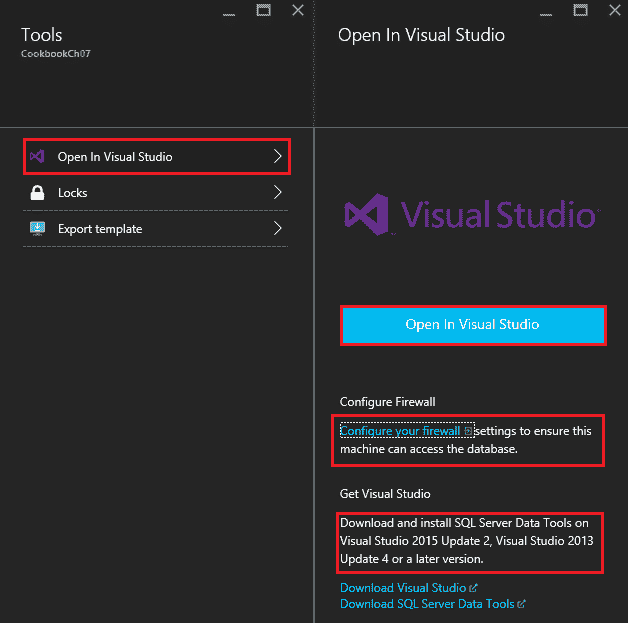 Tools
CookbookCh07
Open In Visual Studio
Locks
Export template
Open In Visual Studio
Visual Studio
Open In Visual Studio
Configure Firewall
Configure your firewall settings to ensure this
machine can access the database.
Get Visual Studio
Download and install SQL Server Data Tools on
Visual Studio 2015 Update 2, Visual Studio 2013
Update 4 or a later version.
Download Visual Studio
Download SQL Server Data Tools